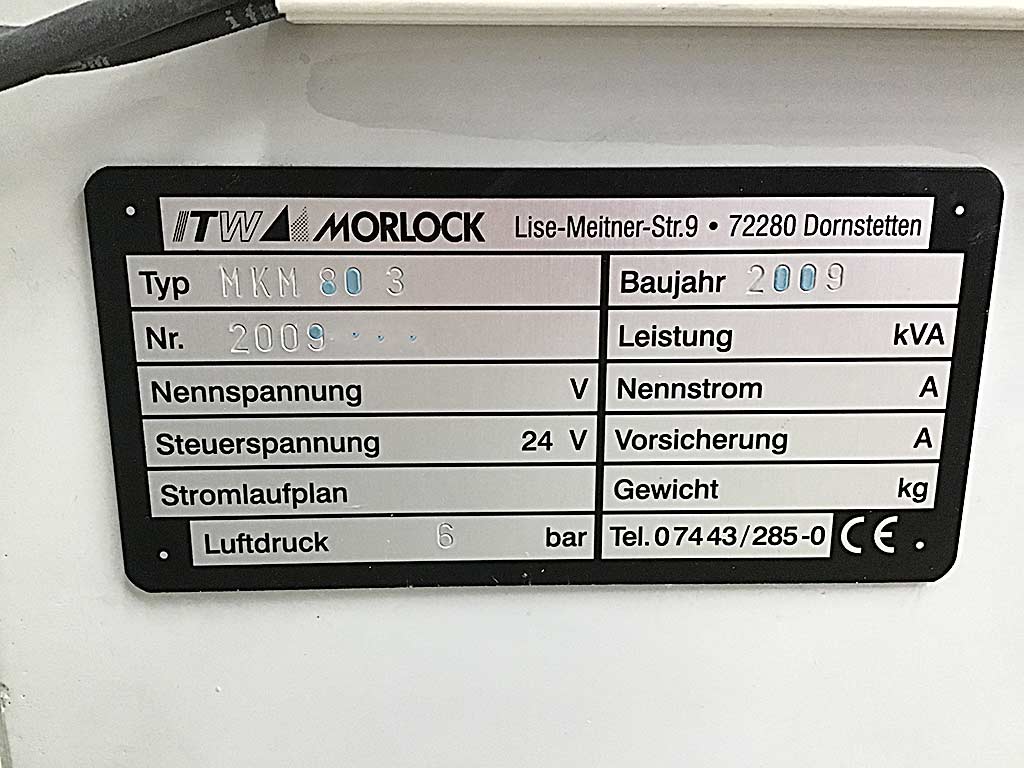 ITW MORLOCK Lise-Meitner-Str.9 • 72280 Dornstetten
Typ MKM 80 3
Baujahr 2009
Nr. 2009...
Leistung kVA
Nennspannung V
Nennstrom A
Steuerspannung 24 V
Vorsicherung A
Stromlaufplan
Gewicht kg
Luftdruck 6 bar
Tel. 07443/285-0 CE